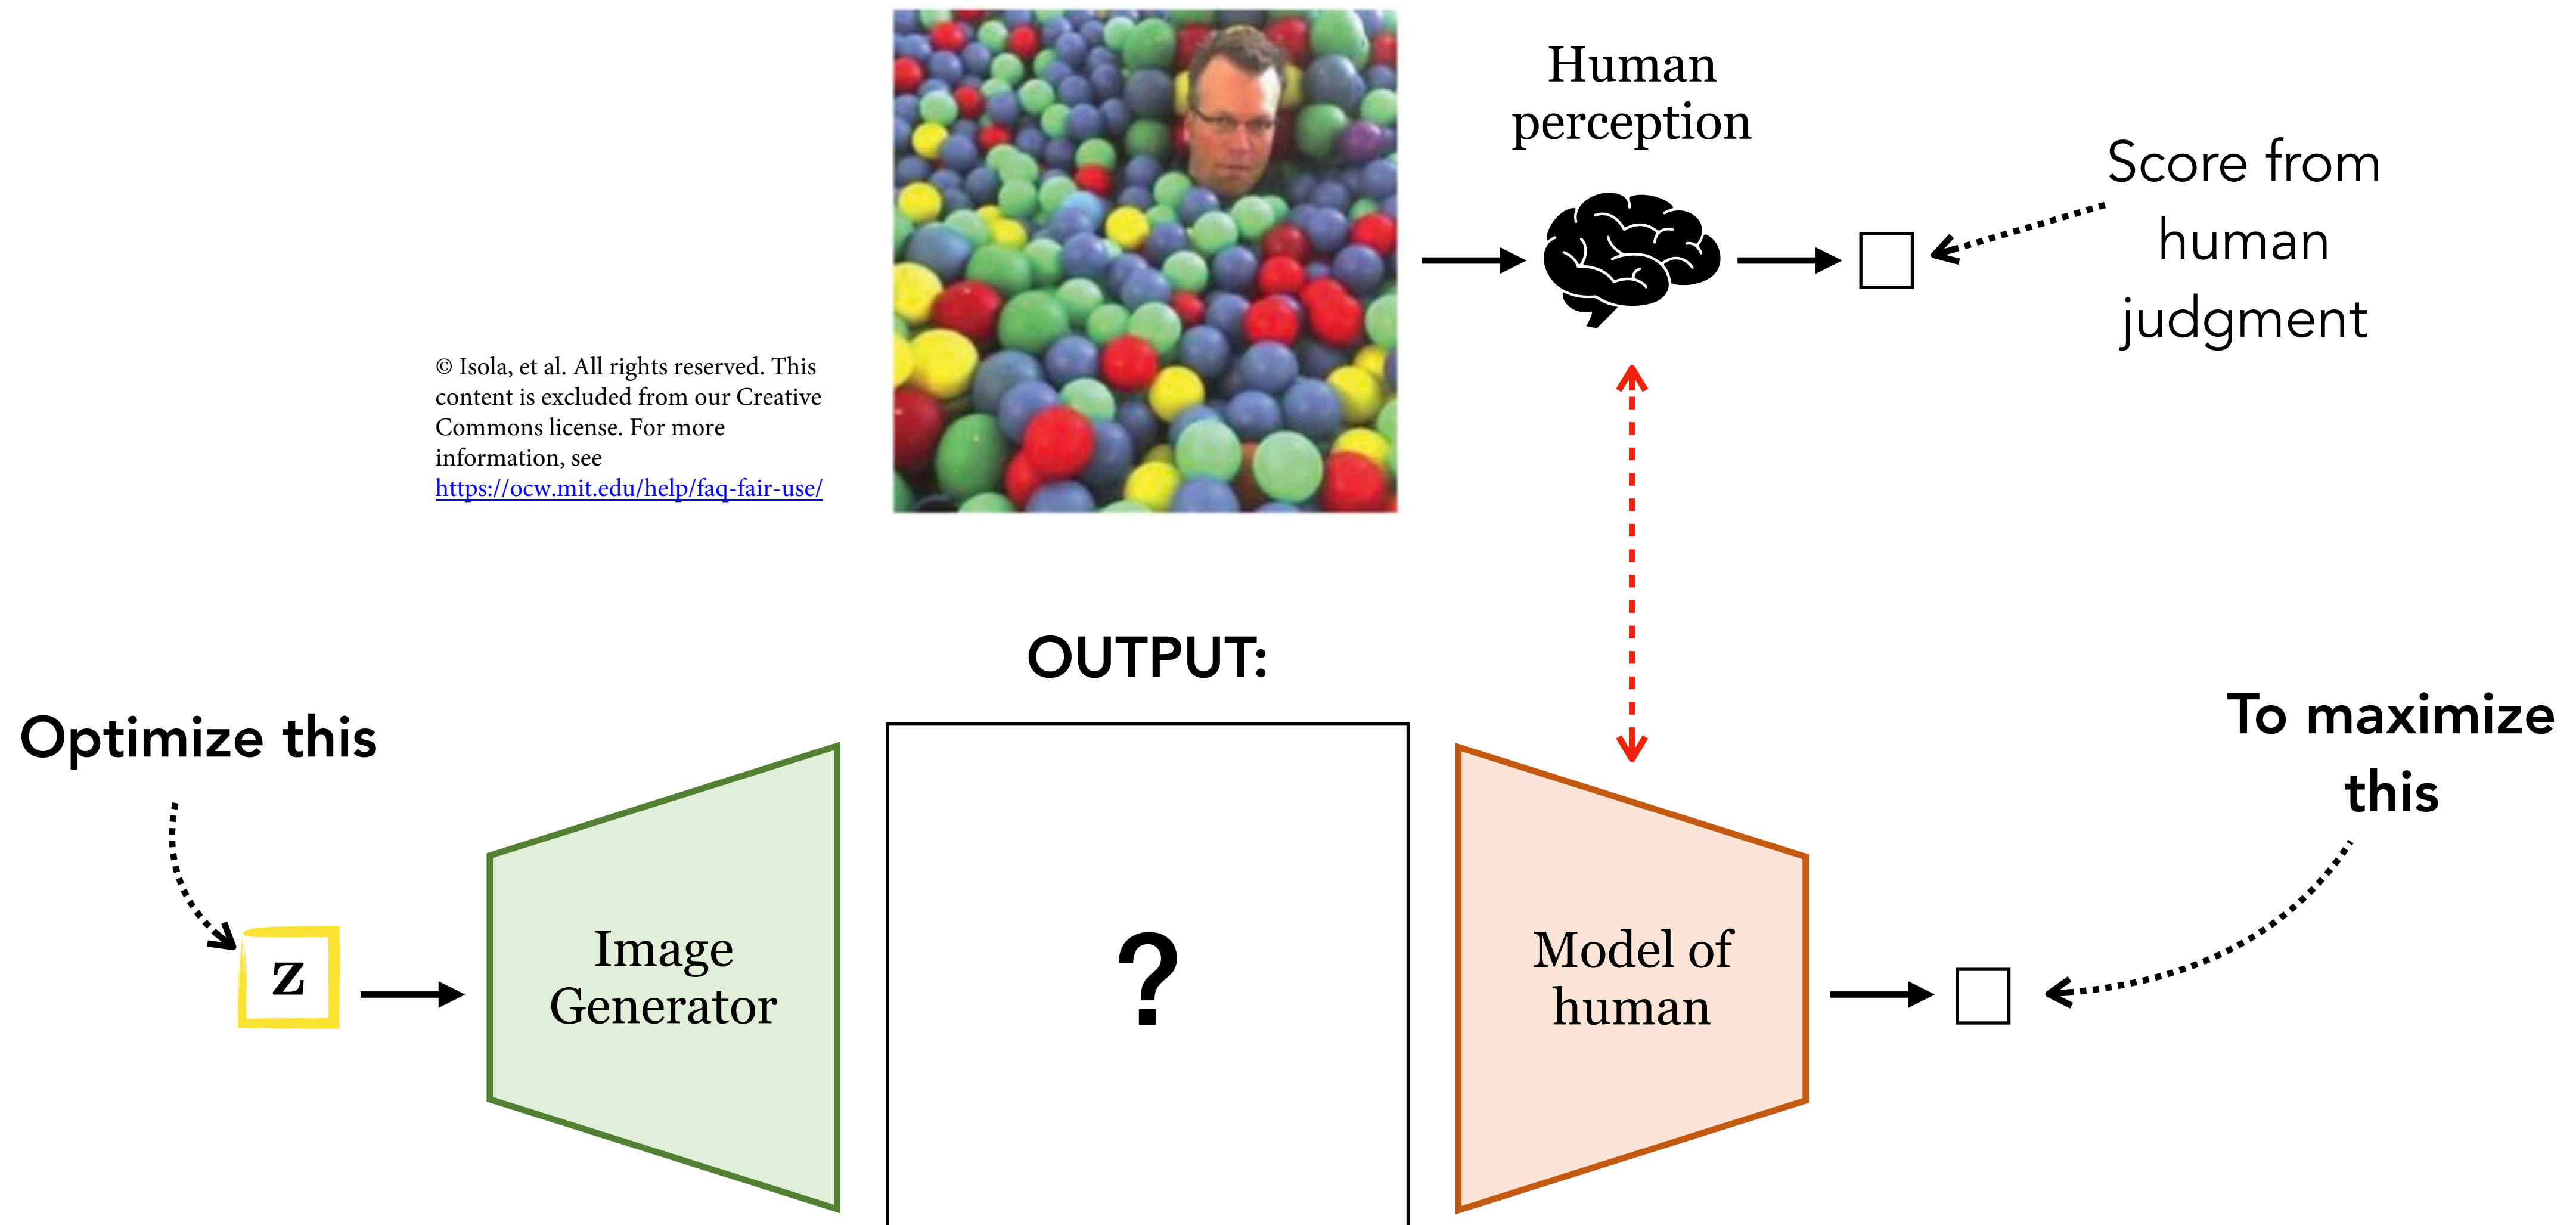 Human
perception
Score from
human
judgment
© Isola, et al. All rights reserved. This
content is excluded from our Creative
Commons license. For more
information, see
https://ocw.mit.edu/help/faq-fair-use/
OUTPUT:
Optimize this
To maximize
this
z
Image
Generator
?
Model of
human